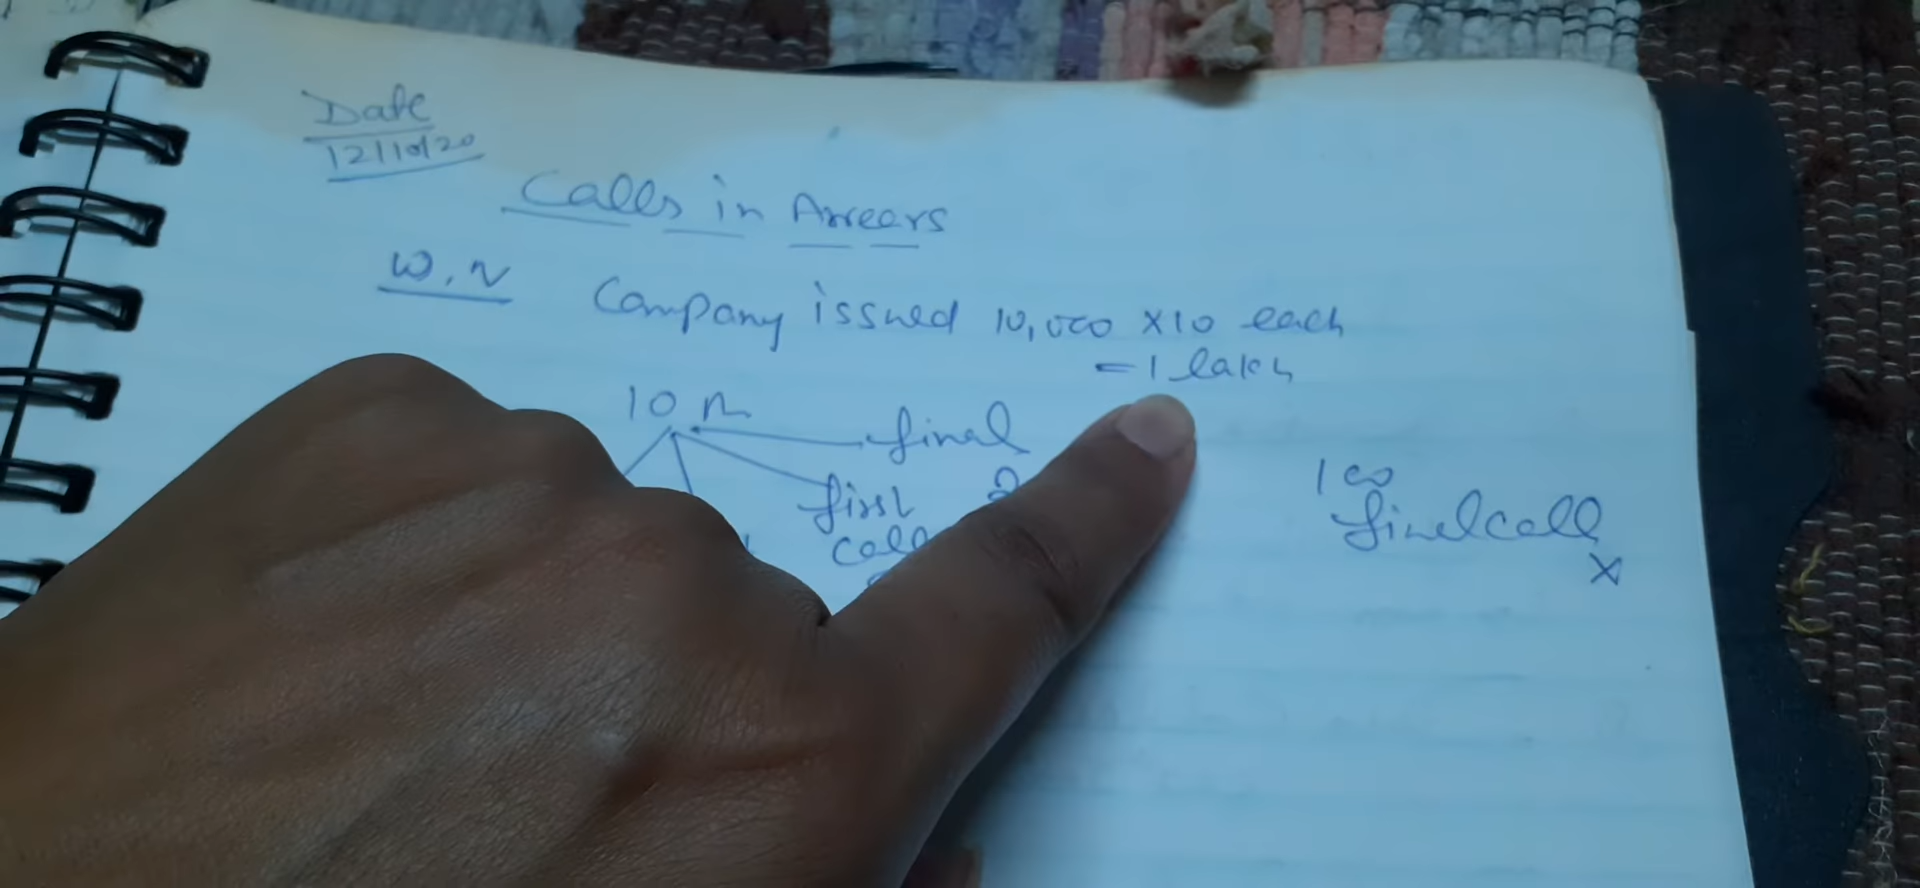 Date
12/10/20
Calls in Arrears
W.N Company issued 10,000 x10 each
= 1 lakh
10
final
first
call
100
final call
x